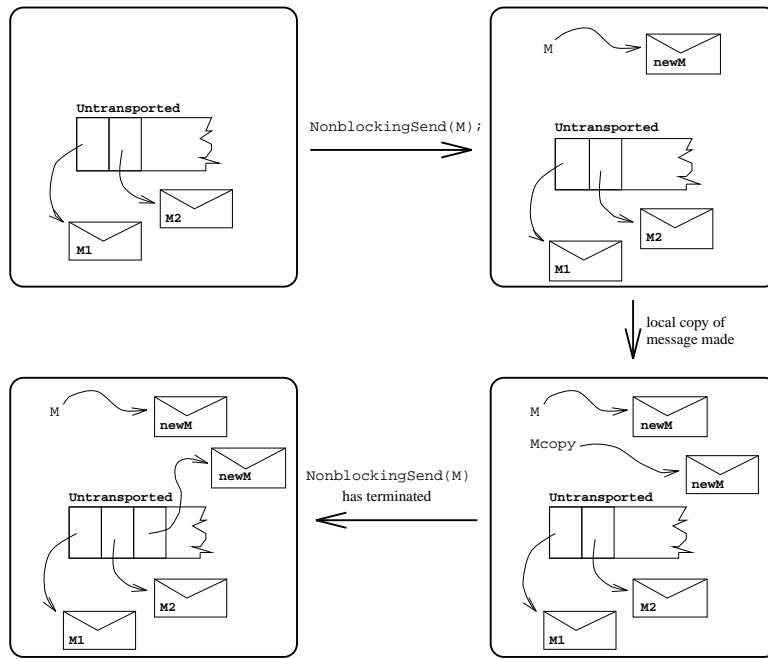 Untransported
M2
M1
NonblockingSend(M);
M
newM
Untransported
M2
M1
local copy of
message made
M
newM
Mcopy
newM
Untransported
M2
M1
NonblockingSend(M)
has terminated
M
newM
newM
Untransported
M2
M1